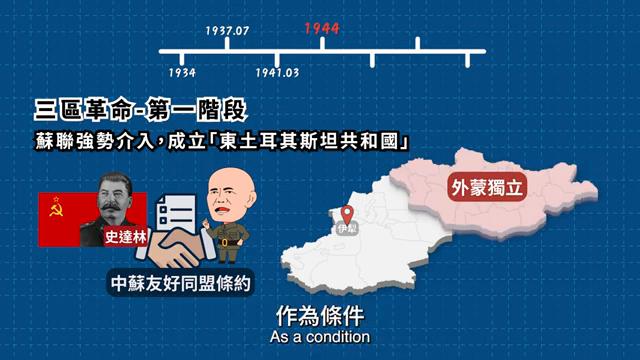 1937.07
1944
1934
1941.03
三區革命-第一階段
蘇聯強勢介入，成立「東土耳其斯坦共和國」
史達林
中蘇友好同盟條約
外蒙獨立
伊犁
作為條件
As a condition